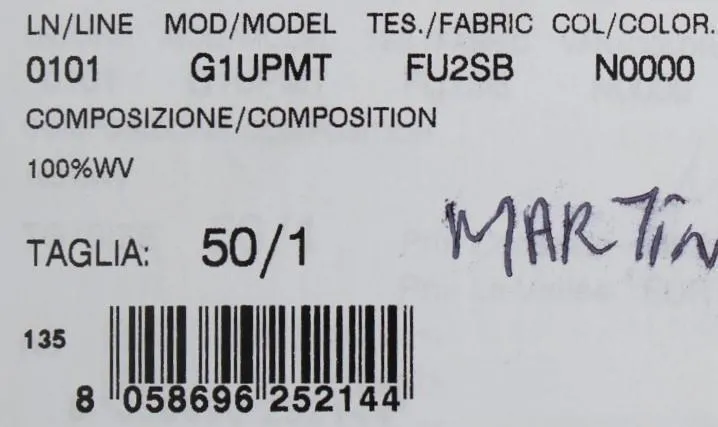 LN/LINE MOD/MODEL TES./FABRIC COL/COLOR.
0101 G1UPMT FU2SB N0000
COMPOSIZIONE/COMPOSITION
100%WV
TAGLIA: 50/1
MARTin
135
8 058696 252144